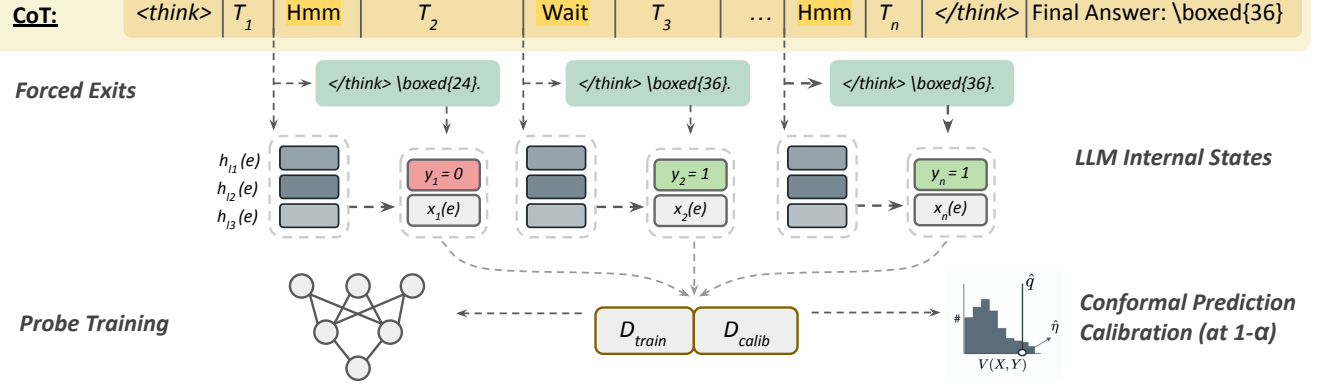 CoT: <think> T1 Hmm T2 Wait T3 ... Hmm Tn </think> Final Answer: \boxed{36}
Forced Exits
</think> \boxed{24}. </think> \boxed{36}. </think> \boxed{36}.
hl1(e)
hl2(e)
hl3(e)
y1 = 0 y2 = 1 yn = 1
x1(e) x2(e) xn(e)
LLM Internal States
Probe Training
Dtrain Dcalib
#
q̂
η̂
V(X,Y)
Conformal Prediction
Calibration (at 1-α)